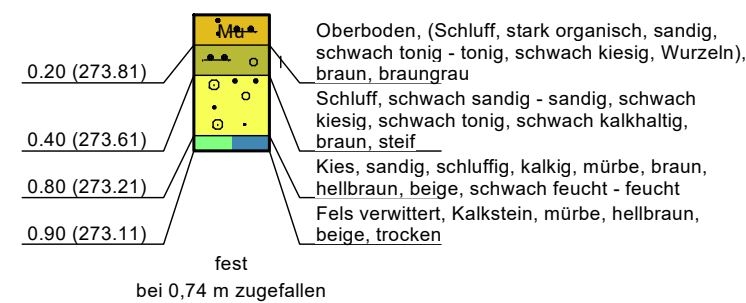 Mu
Oberboden, (Schluff, stark organisch, sandig,
schwach tonig - tonig, schwach kiesig, Wurzeln),
braun, braungrau
0.20 (273.81)
Schluff, schwach sandig - sandig, schwach
kiesig, schwach tonig, schwach kalkhaltig,
braun, steif
0.40 (273.61)
Kies, sandig, schluffig, kalkig, mürbe, braun,
hellbraun, beige, schwach feucht - feucht
0.80 (273.21)
Fels verwittert, Kalkstein, mürbe, hellbraun,
beige, trocken
0.90 (273.11)
fest
bei 0,74 m zugefallen